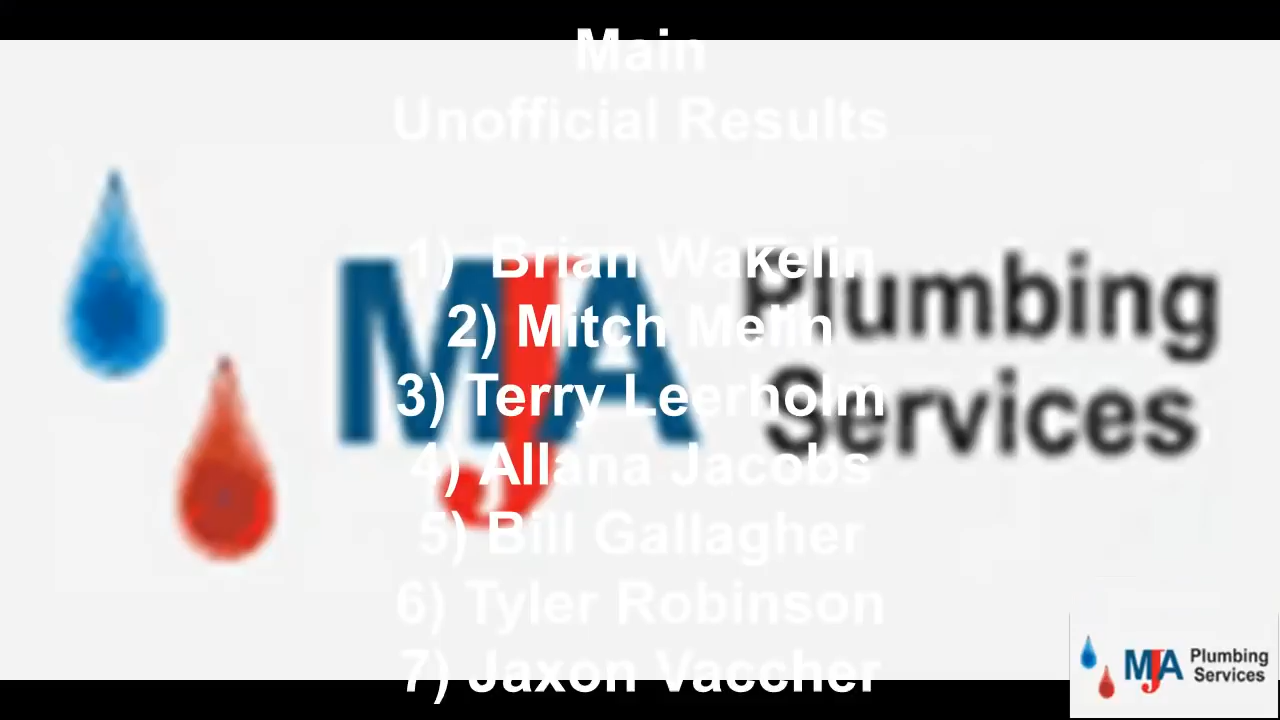 Main
Unofficial Results
1) Brian Wakelin
2) Mitch Melin
3) Terry Leerholm
4) Allana Jacobs
5) Bill Gallagher
6) Tyler Robinson
7) Jaxon Vaccher
MJA Plumbing
Services
MJA Plumbing
Services